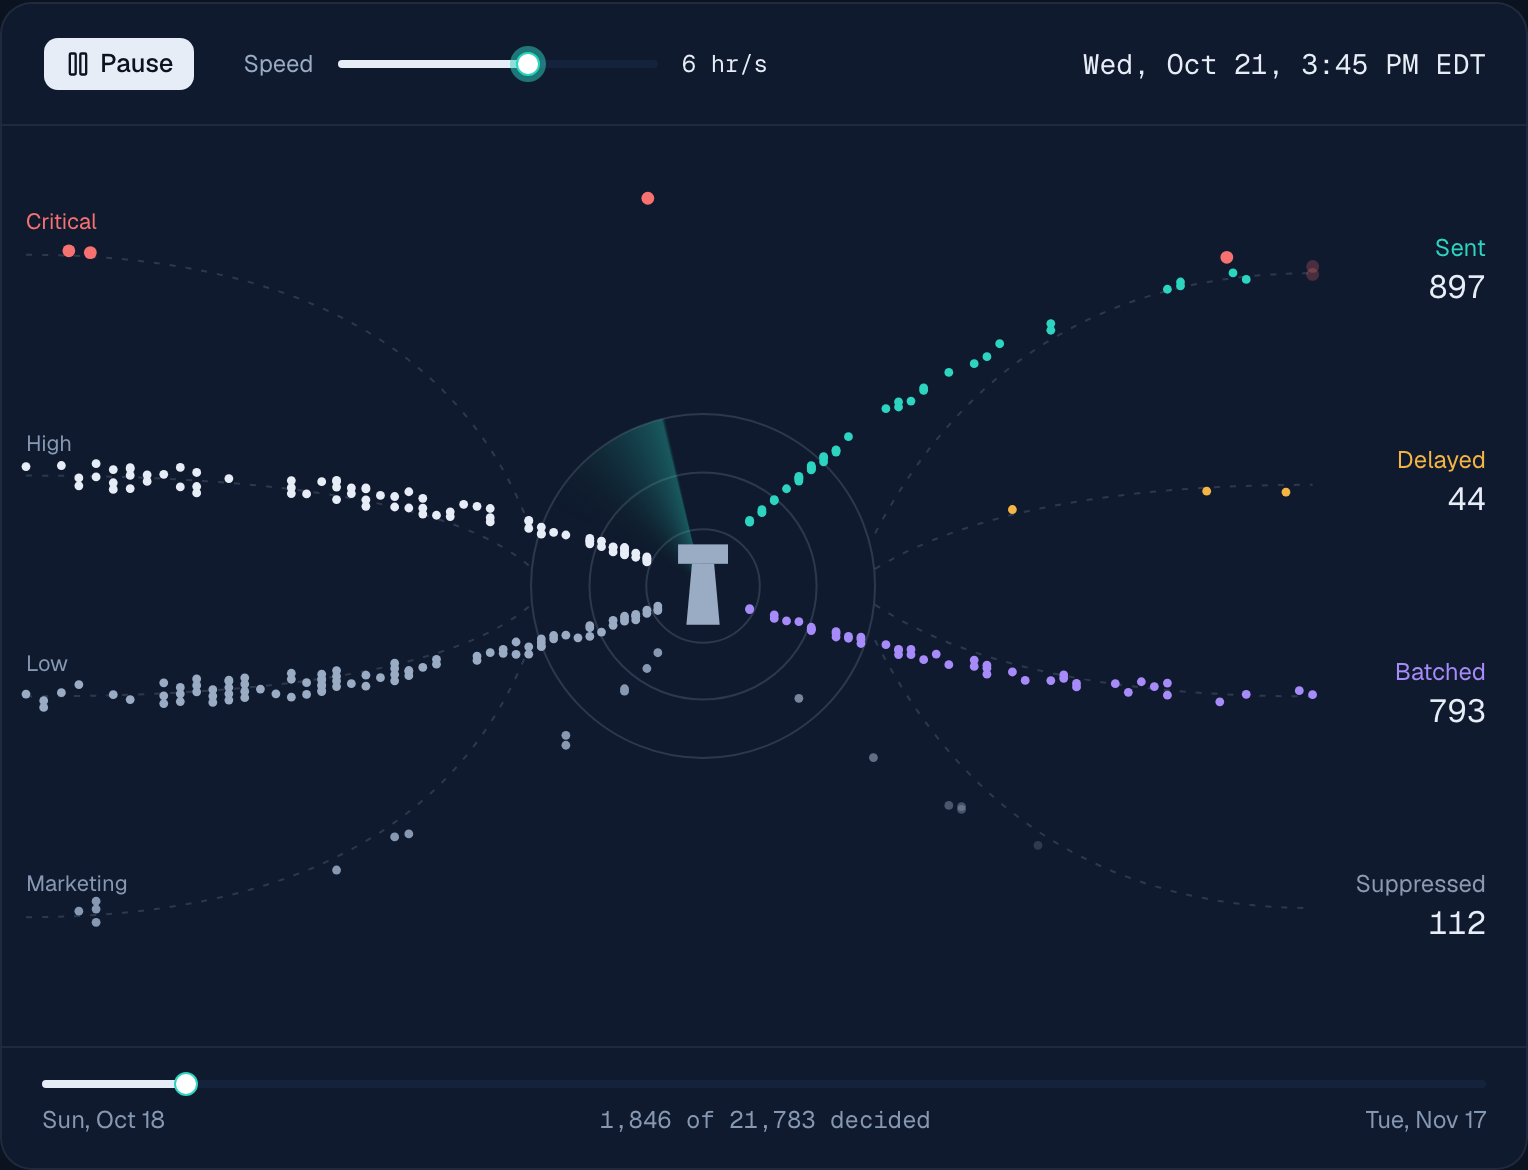 Pause
Speed
6 hr/s
Wed, Oct 21, 3:45 PM EDT
Critical
Sent
897
High
Delayed
44
Low
Batched
793
Marketing
Suppressed
112
Sun, Oct 18
1,846 of 21,783 decided
Tue, Nov 17